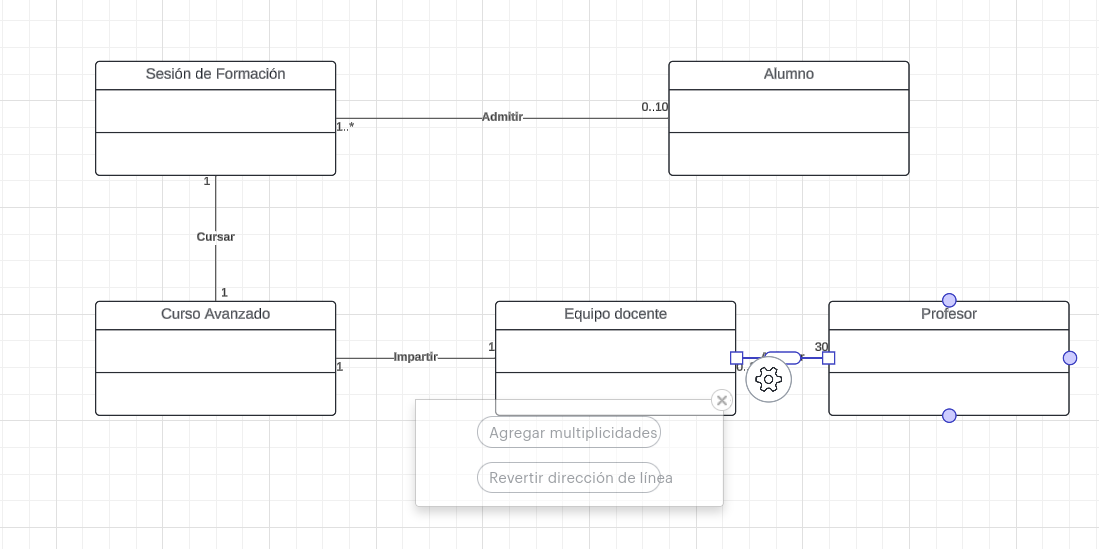 Sesión de Formación
Alumno
0..10
Admitir
1..*
1
Cursar
1
Curso Avanzado
Equipo docente
Profesor
1
30
Impartir
1
Agregar multiplicidades
Revertir dirección de línea